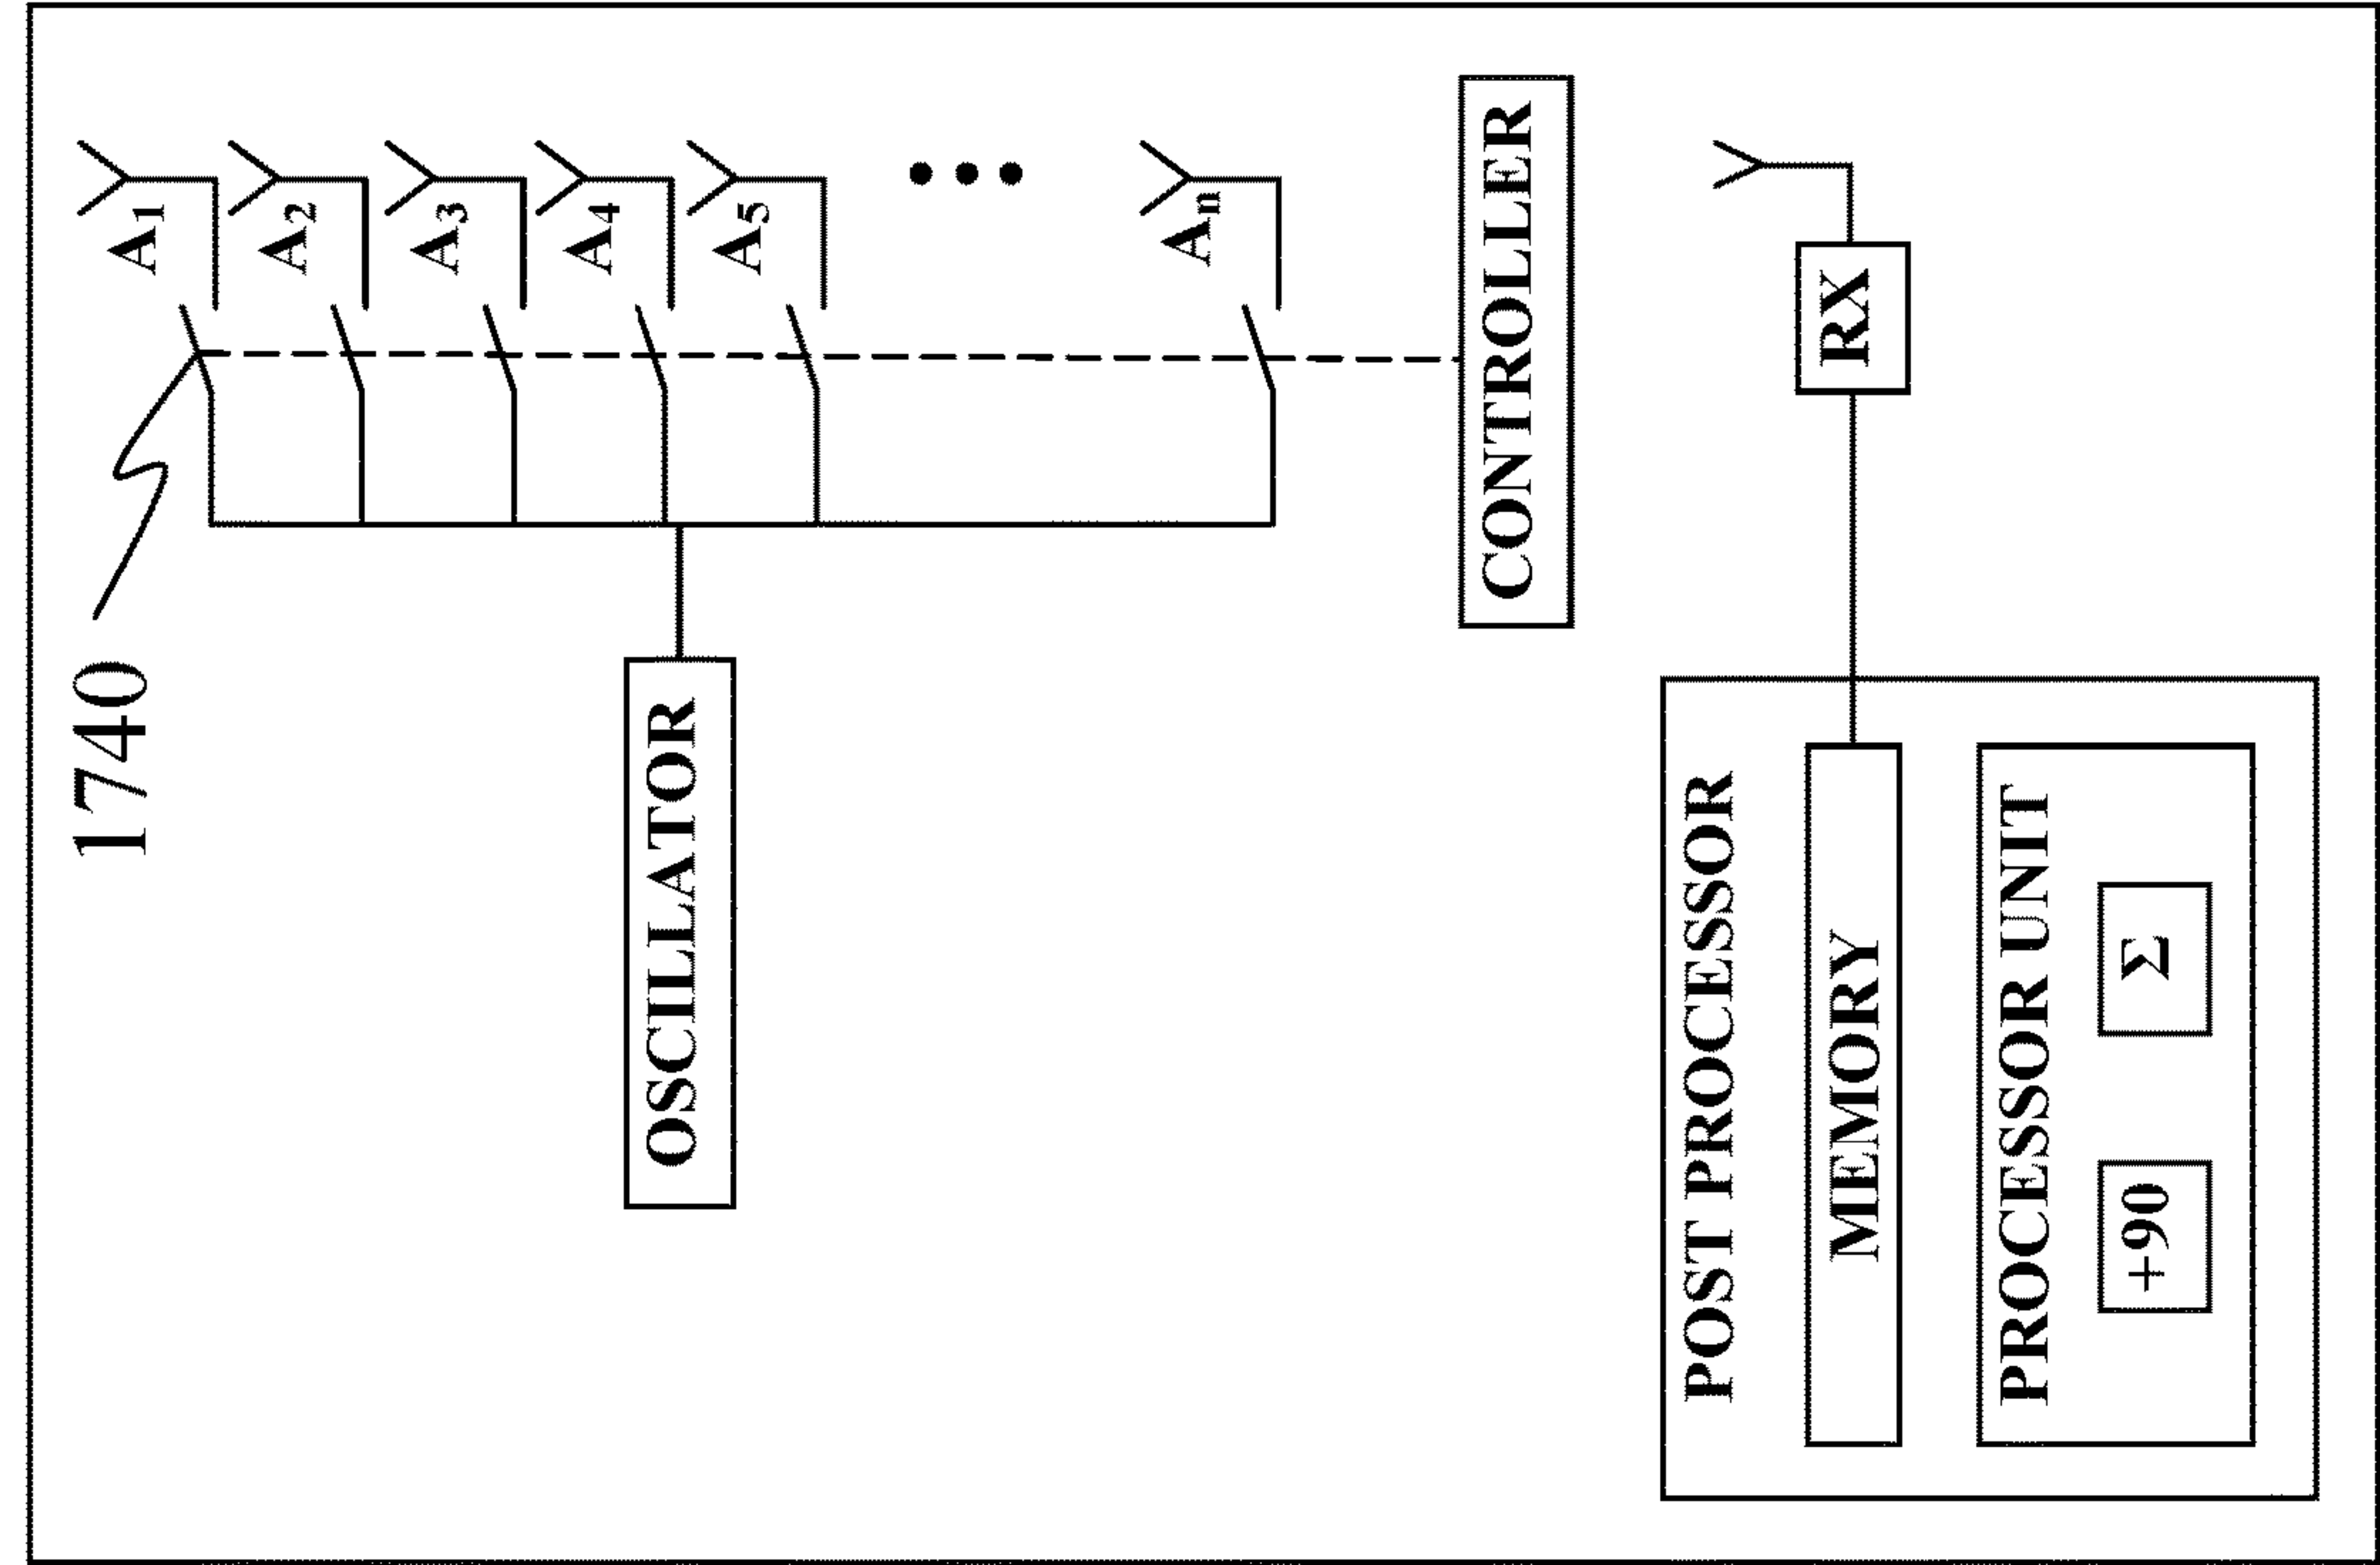 1740
A1
A2
A3
A4
A5
An
OSCILLATOR
CONTROLLER
RX
POST PROCESSOR
MEMORY
PROCESSOR UNIT
+90
Σ